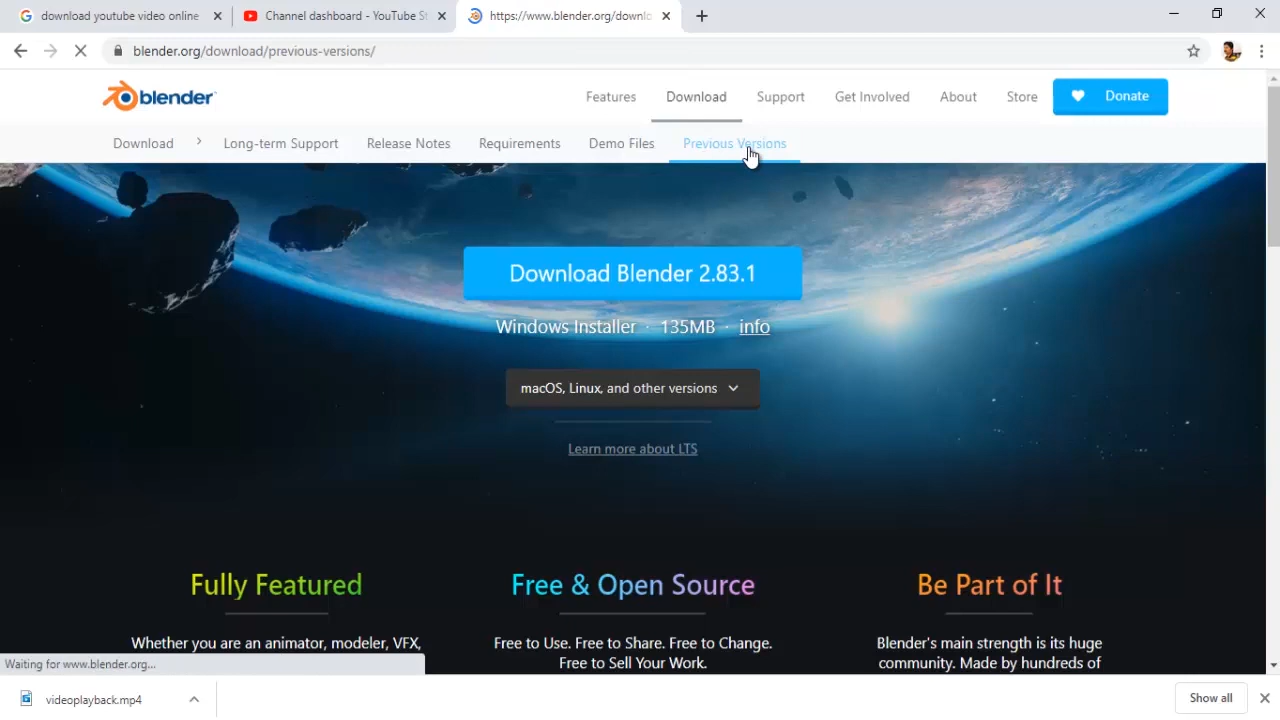 download youtube video online
Channel dashboard - YouTube St
https://www.blender.org/downlo
blender.org/download/previous-versions/
blender
Features
Download
Support
Get Involved
About
Store
Donate
Download
Long-term Support
Release Notes
Requirements
Demo Files
Previous Versions
Download Blender 2.83.1
Windows Installer · 135MB · info
macOS, Linux, and other versions
Learn more about LTS
Fully Featured
Whether you are an animator, modeler, VFX,
Free & Open Source
Free to Use. Free to Share. Free to Change.
Free to Sell Your Work.
Be Part of It
Blender's main strength is its huge
community. Made by hundreds of
Waiting for www.blender.org...
videoplayback.mp4
Show all